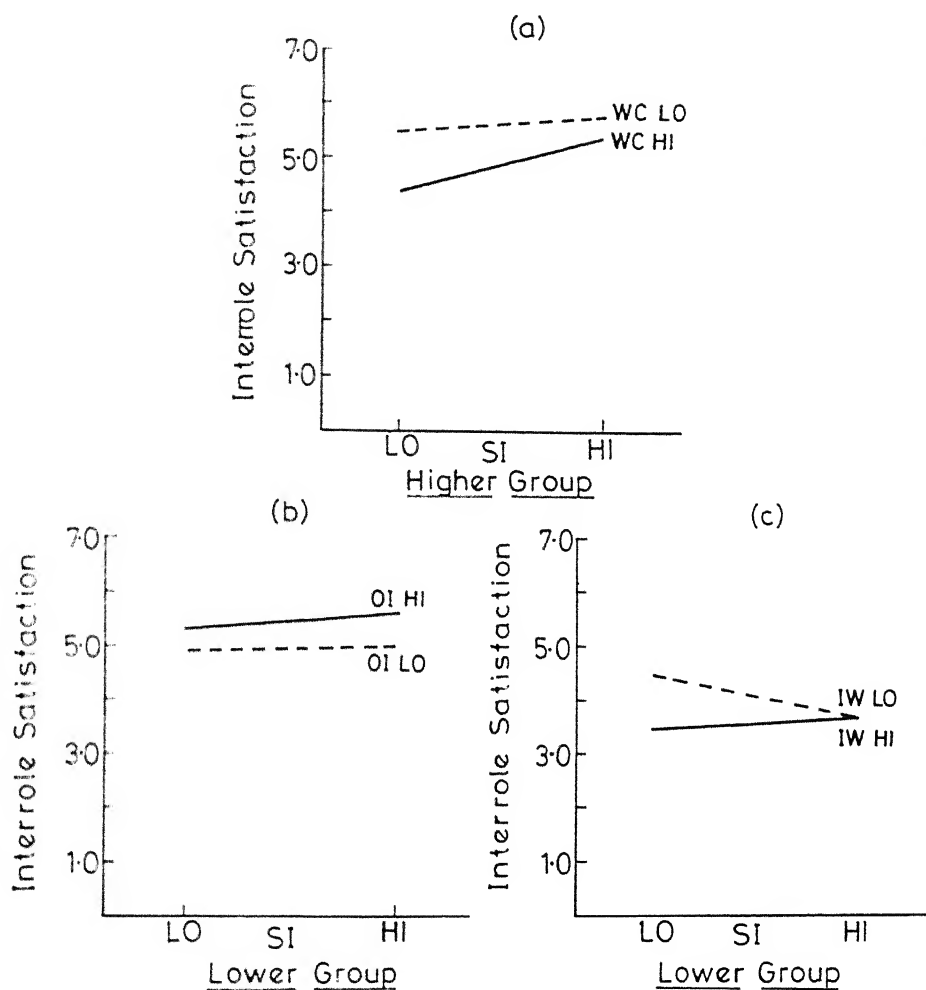 (a)
7·0
5·0
3·0
1·0
Interrole Satisfaction
WC LO
WC HI
LO SI HI
Higher Group
(b)
7·0
5·0
3·0
1·0
Interrole Satisfaction
OI HI
OI LO
LO SI HI
Lower Group
(c)
7·0
5·0
3·0
1·0
Interrole Satisfaction
IW LO
IW HI
LO SI HI
Lower Group